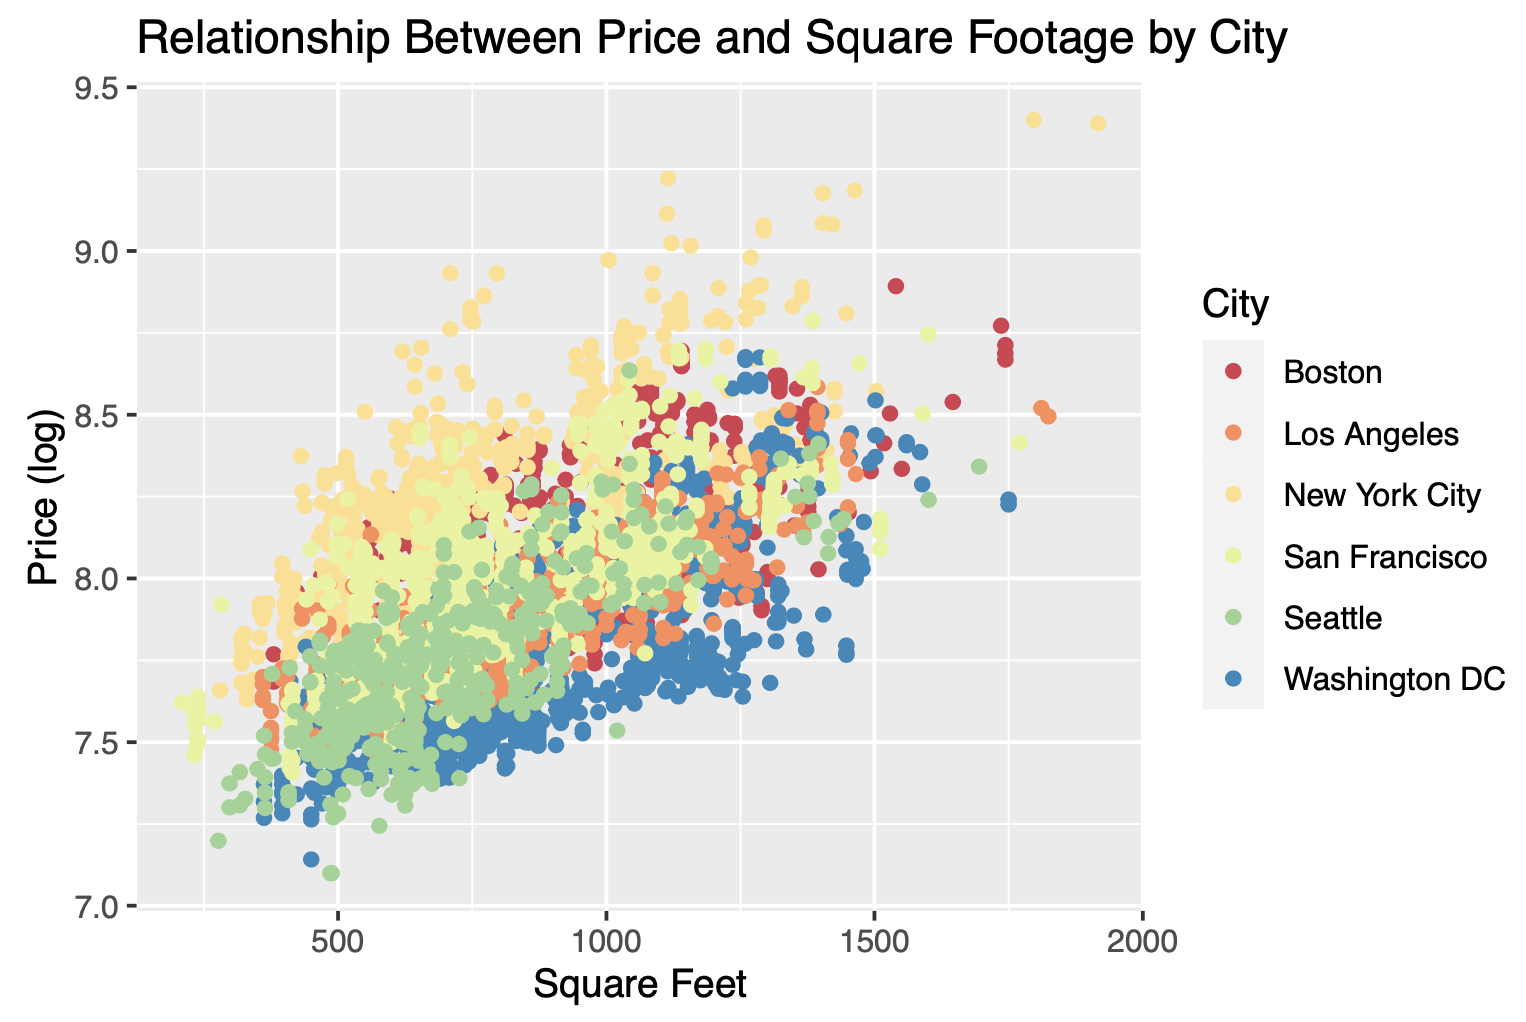 Relationship Between Price and Square Footage by City
9.5
9.0
8.5
8.0
7.5
7.0
Price (log)
500 1000 1500 2000
Square Feet
City
Boston
Los Angeles
New York City
San Francisco
Seattle
Washington DC